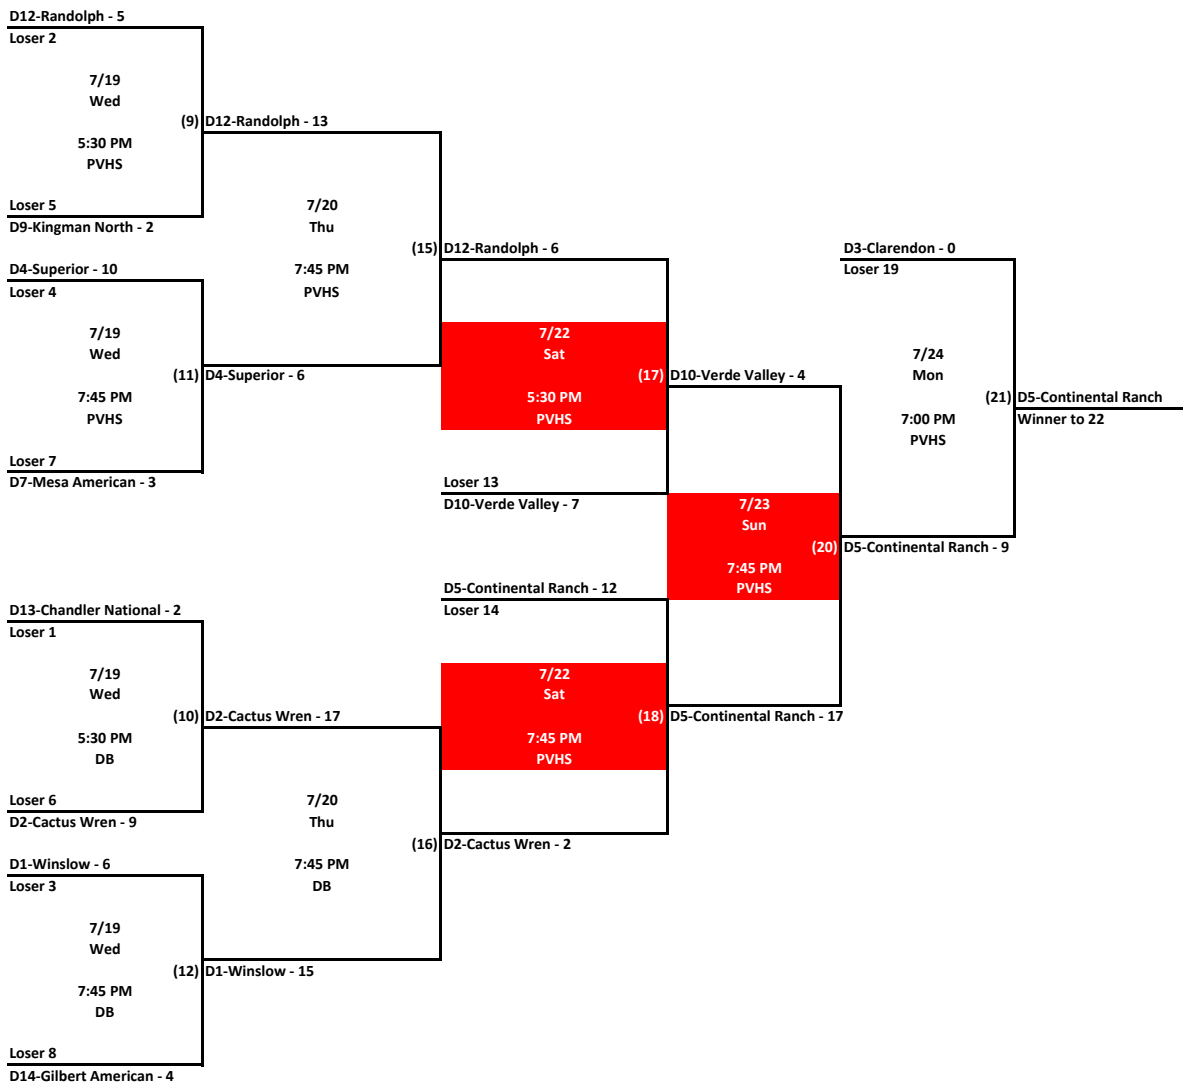 D12-Randolph - 5
Loser 2
7/19
Wed
(9)
D12-Randolph - 13
5:30 PM
PVHS
Loser 5
D9-Kingman North - 2
7/20
Thu
(15)
D12-Randolph - 6
7:45 PM
PVHS
D4-Superior - 10
Loser 4
7/19
Wed
(11)
D4-Superior - 6
7:45 PM
PVHS
Loser 7
D7-Mesa American - 3
7/22
Sat
(17)
D10-Verde Valley - 4
5:30 PM
PVHS
Loser 13
D10-Verde Valley - 7
D3-Clarendon - 0
Loser 19
7/24
Mon
(21)
D5-Continental Ranch
7:00 PM
Winner to 22
PVHS
7/23
Sun
(20)
D5-Continental Ranch - 9
7:45 PM
PVHS
D5-Continental Ranch - 12
Loser 14
D13-Chandler National - 2
Loser 1
7/19
Wed
(10)
D2-Cactus Wren - 17
5:30 PM
DB
Loser 6
D2-Cactus Wren - 9
7/22
Sat
(18)
D5-Continental Ranch - 17
7:45 PM
PVHS
7/20
Thu
(16)
D2-Cactus Wren - 2
7:45 PM
DB
D1-Winslow - 6
Loser 3
7/19
Wed
(12)
D1-Winslow - 15
7:45 PM
DB
Loser 8
D14-Gilbert American - 4